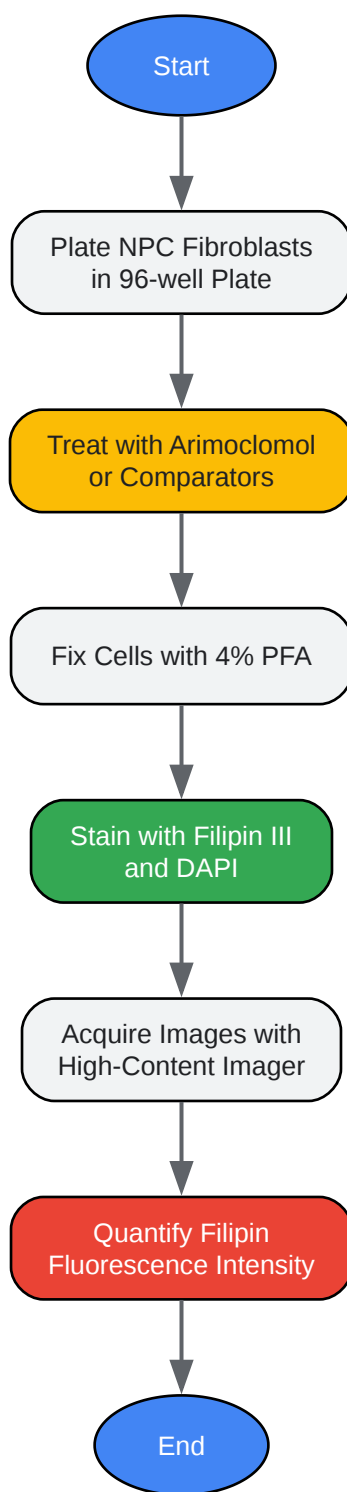 Start
Plate NPC Fibroblasts
in 96-well Plate
Treat with Arimoclomol
or Comparators
Fix Cells with 4% PFA
Stain with Filipin III
and DAPI
Acquire Images with
High-Content Imager
Quantify Filipin
Fluorescence Intensity
End